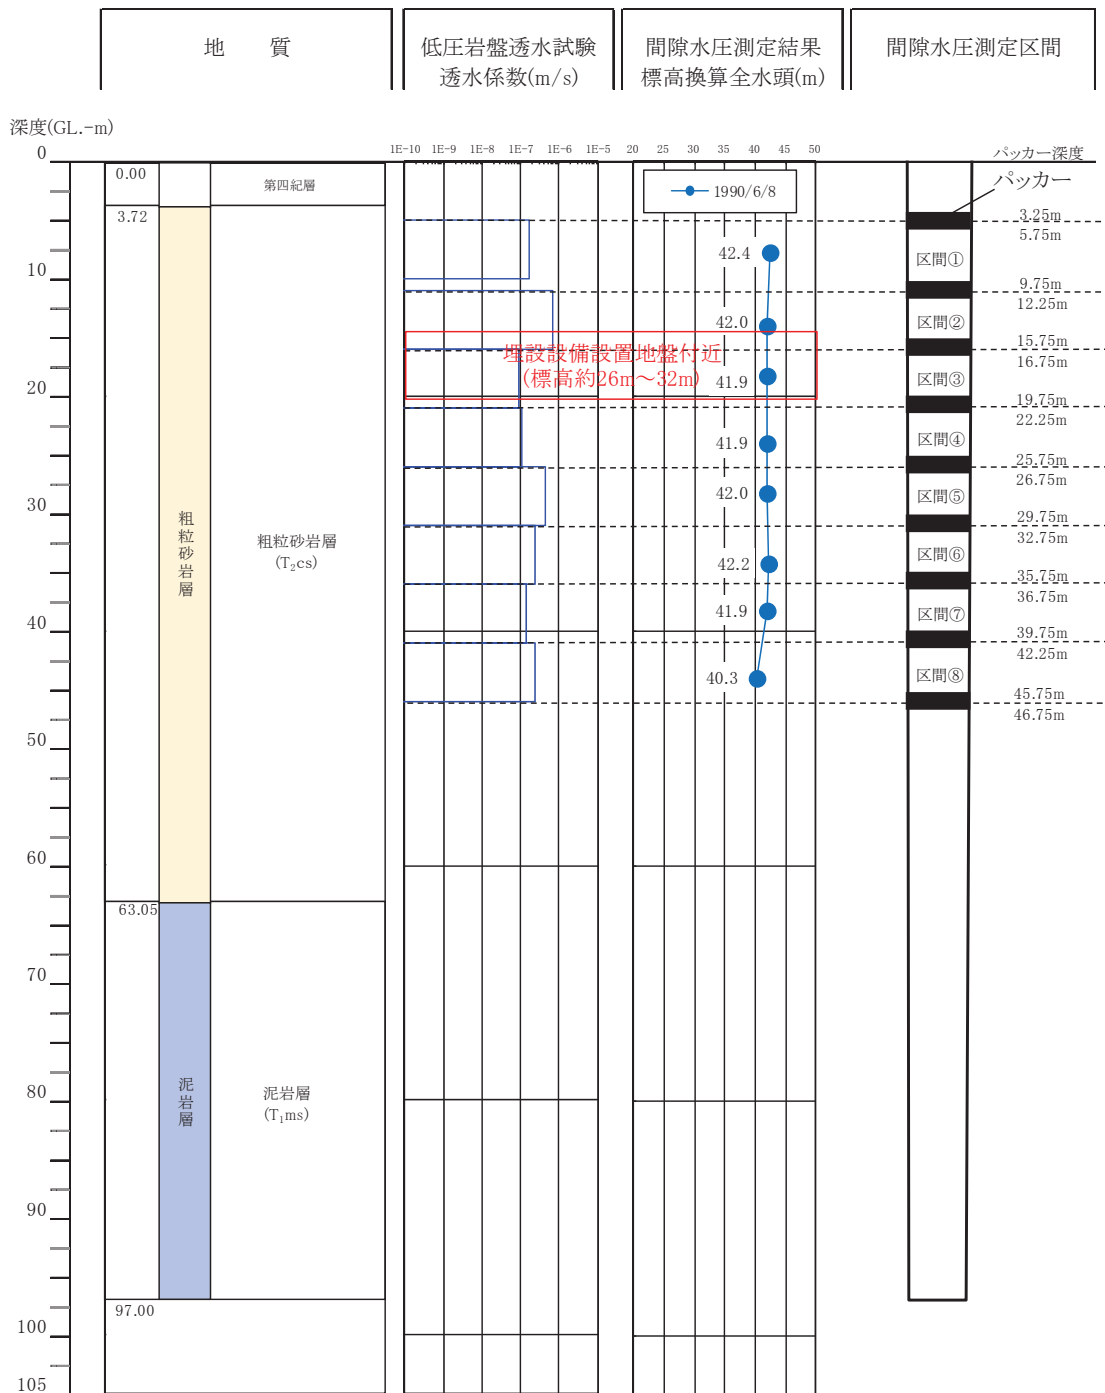 地 質
低圧岩盤透水試験
透水係数(m/s)
間隙水圧測定結果
標高換算全水頭(m)
間隙水圧測定区間
深度(GL.-m)
0
10
20
30
40
50
60
70
80
90
100
105
0.00
3.72
63.05
97.00
第四紀層
粗粒砂岩層
粗粒砂岩層
(T₂cs)
泥岩層
泥岩層
(T₁ms)
1E-10 1E-9 1E-8 1E-7 1E-6 1E-5
20 25 30 35 40 45 50
1990/6/8
42.4
42.0
41.9
41.9
42.0
42.2
41.9
40.3
埋設設備設置地盤付近
(標高約26m～32m)
パッカー深度
パッカー
区間①
区間②
区間③
区間④
区間⑤
区間⑥
区間⑦
区間⑧
3.25m
5.75m
9.75m
12.25m
15.75m
16.75m
19.75m
22.25m
25.75m
26.75m
29.75m
32.75m
35.75m
36.75m
39.75m
42.25m
45.75m
46.75m